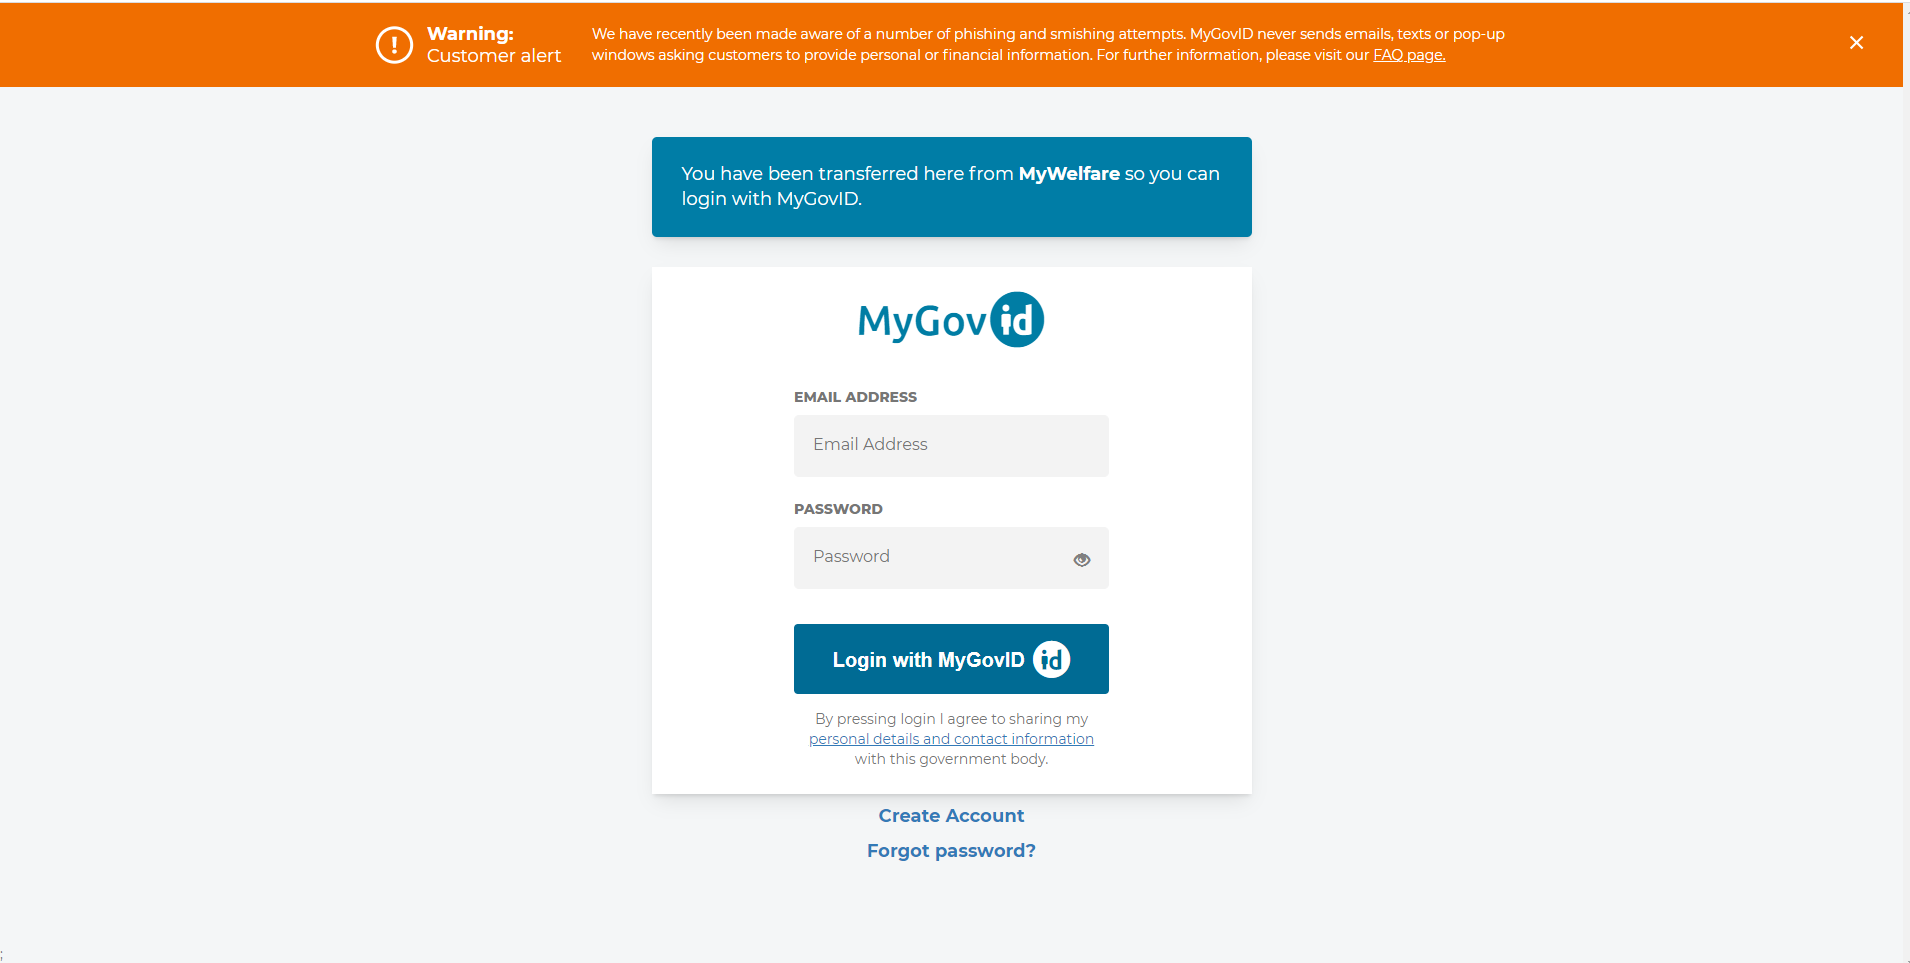 Warning:
Customer alert
We have recently been made aware of a number of phishing and smishing attempts. MyGovID never sends emails, texts or pop-up
windows asking customers to provide personal or financial information. For further information, please visit our FAQ page.
You have been transferred here from MyWelfare so you can
login with MyGovID.
MyGovid
EMAIL ADDRESS
Email Address
PASSWORD
Password
Login with MyGovID id
By pressing login I agree to sharing my
personal details and contact information
with this government body.
Create Account
Forgot password?
;